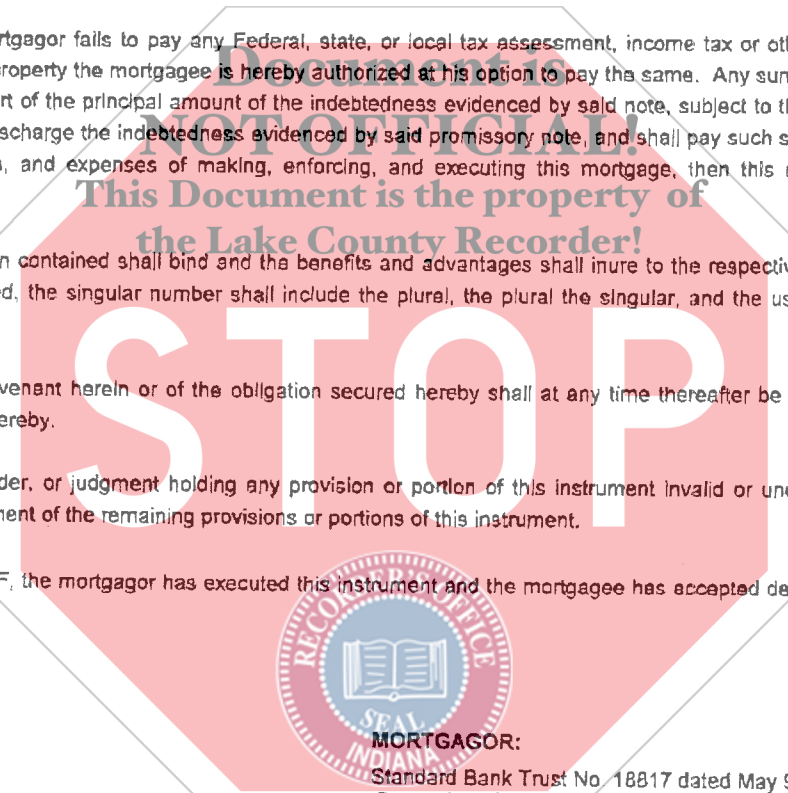 rtgagor fails to pay any Federal, state, or local tax assessment, income tax or oth
Document is
roperty the mortgagee is hereby authorized at his option to pay the same. Any sum
rt of the principal amount of the indebtedness evidenced by said note, subject to th
NOT OFFICIAL!
scharge the indebtedness evidenced by said promissory note, and shall pay such s
, and expenses of making, enforcing, and executing this mortgage, then this
This Document is the property of
the Lake County Recorder!
n contained shall bind and the benefits and advantages shall inure to the respectiv
ed, the singular number shall include the plural, the plural the singular, and the us
STOP
venant herein or of the obligation secured hereby shall at any time thereafter be
ereby.
der, or judgment holding any provision or portion of this instrument invalid or une
ment of the remaining provisions or portions of this instrument.
F, the mortgagor has executed this instrument and the mortgagee has accepted de
RECORDER'S OFFICE
SEAL
INDIANA
MORTGAGOR:
Standard Bank Trust No. 18817 dated May 9